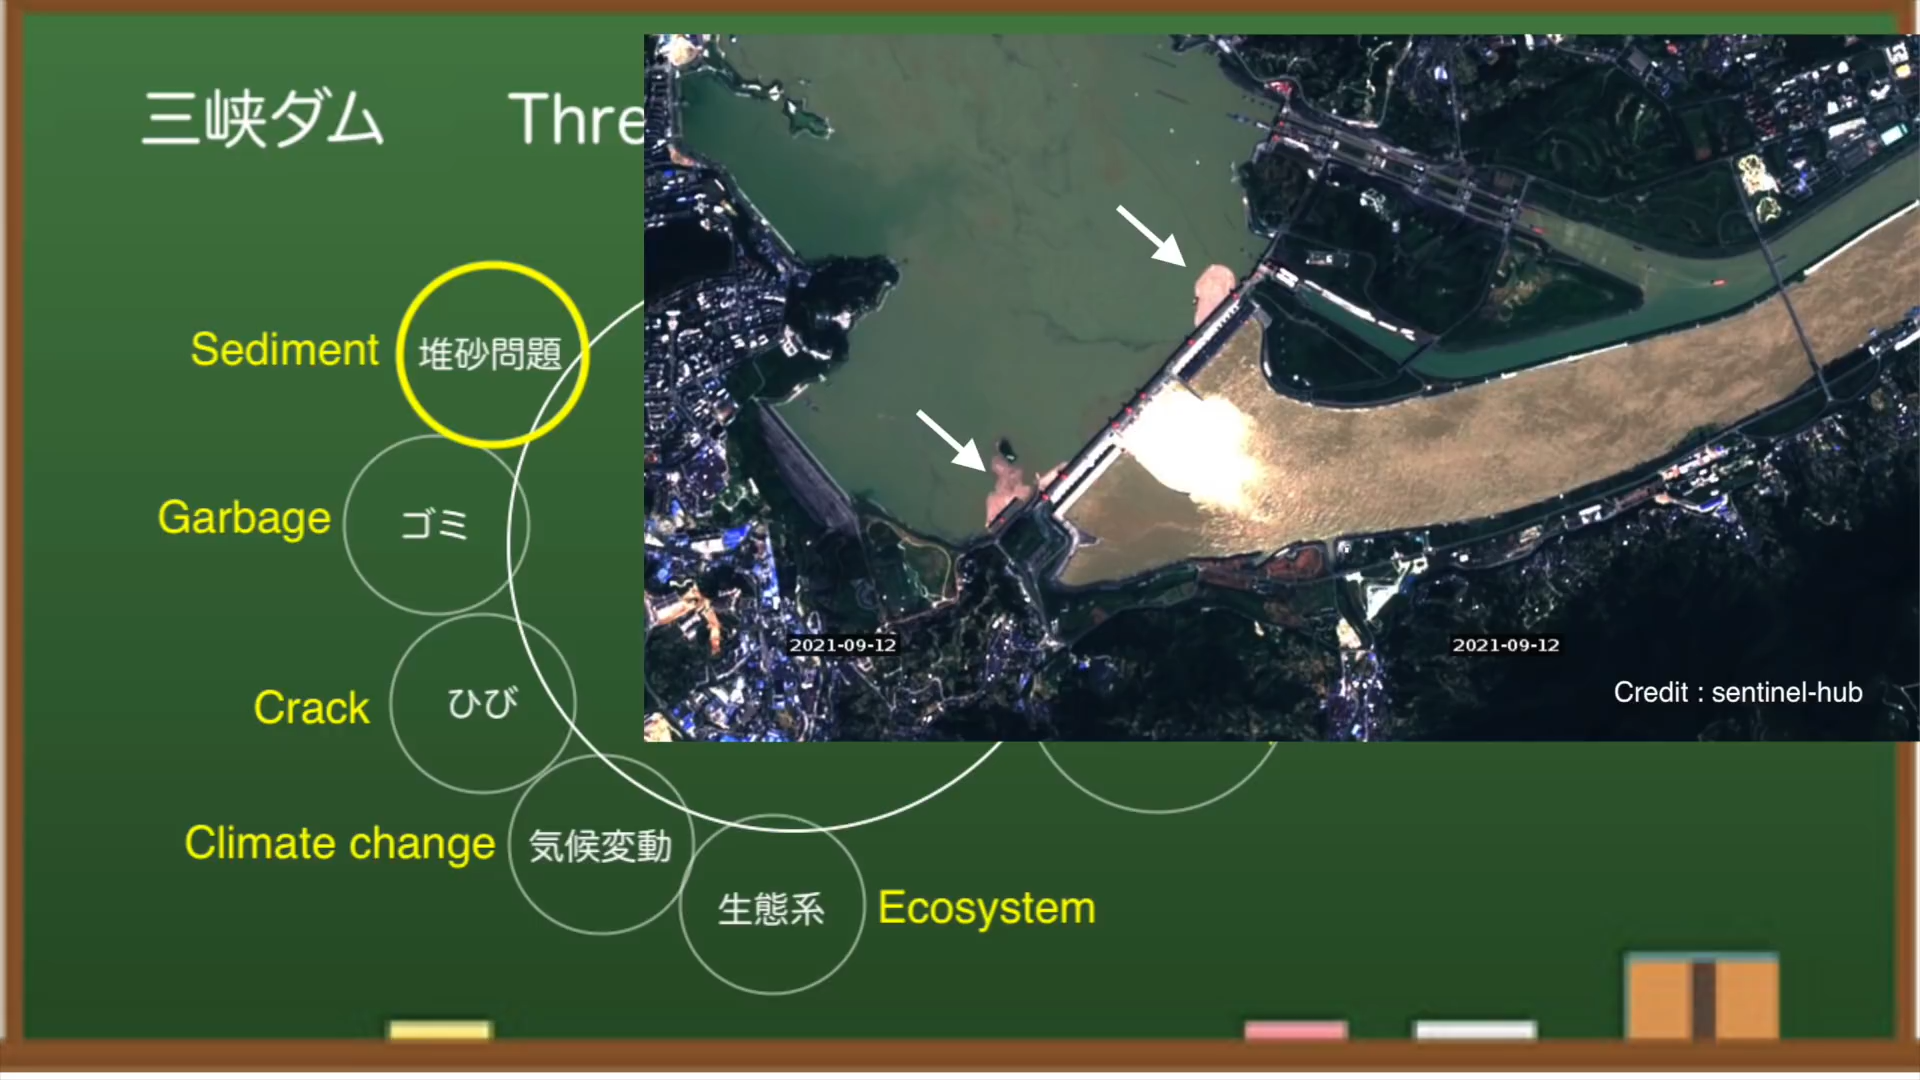 三峡ダム Thre
Sediment 堆砂問題
Garbage ゴミ
Crack ひび
Climate change 気候変動
生態系 Ecosystem
2021-09-12 2021-09-12
Credit : sentinel-hub